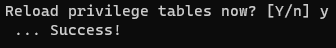 Reload privilege tables now? [Y/n] y
 ... Success!